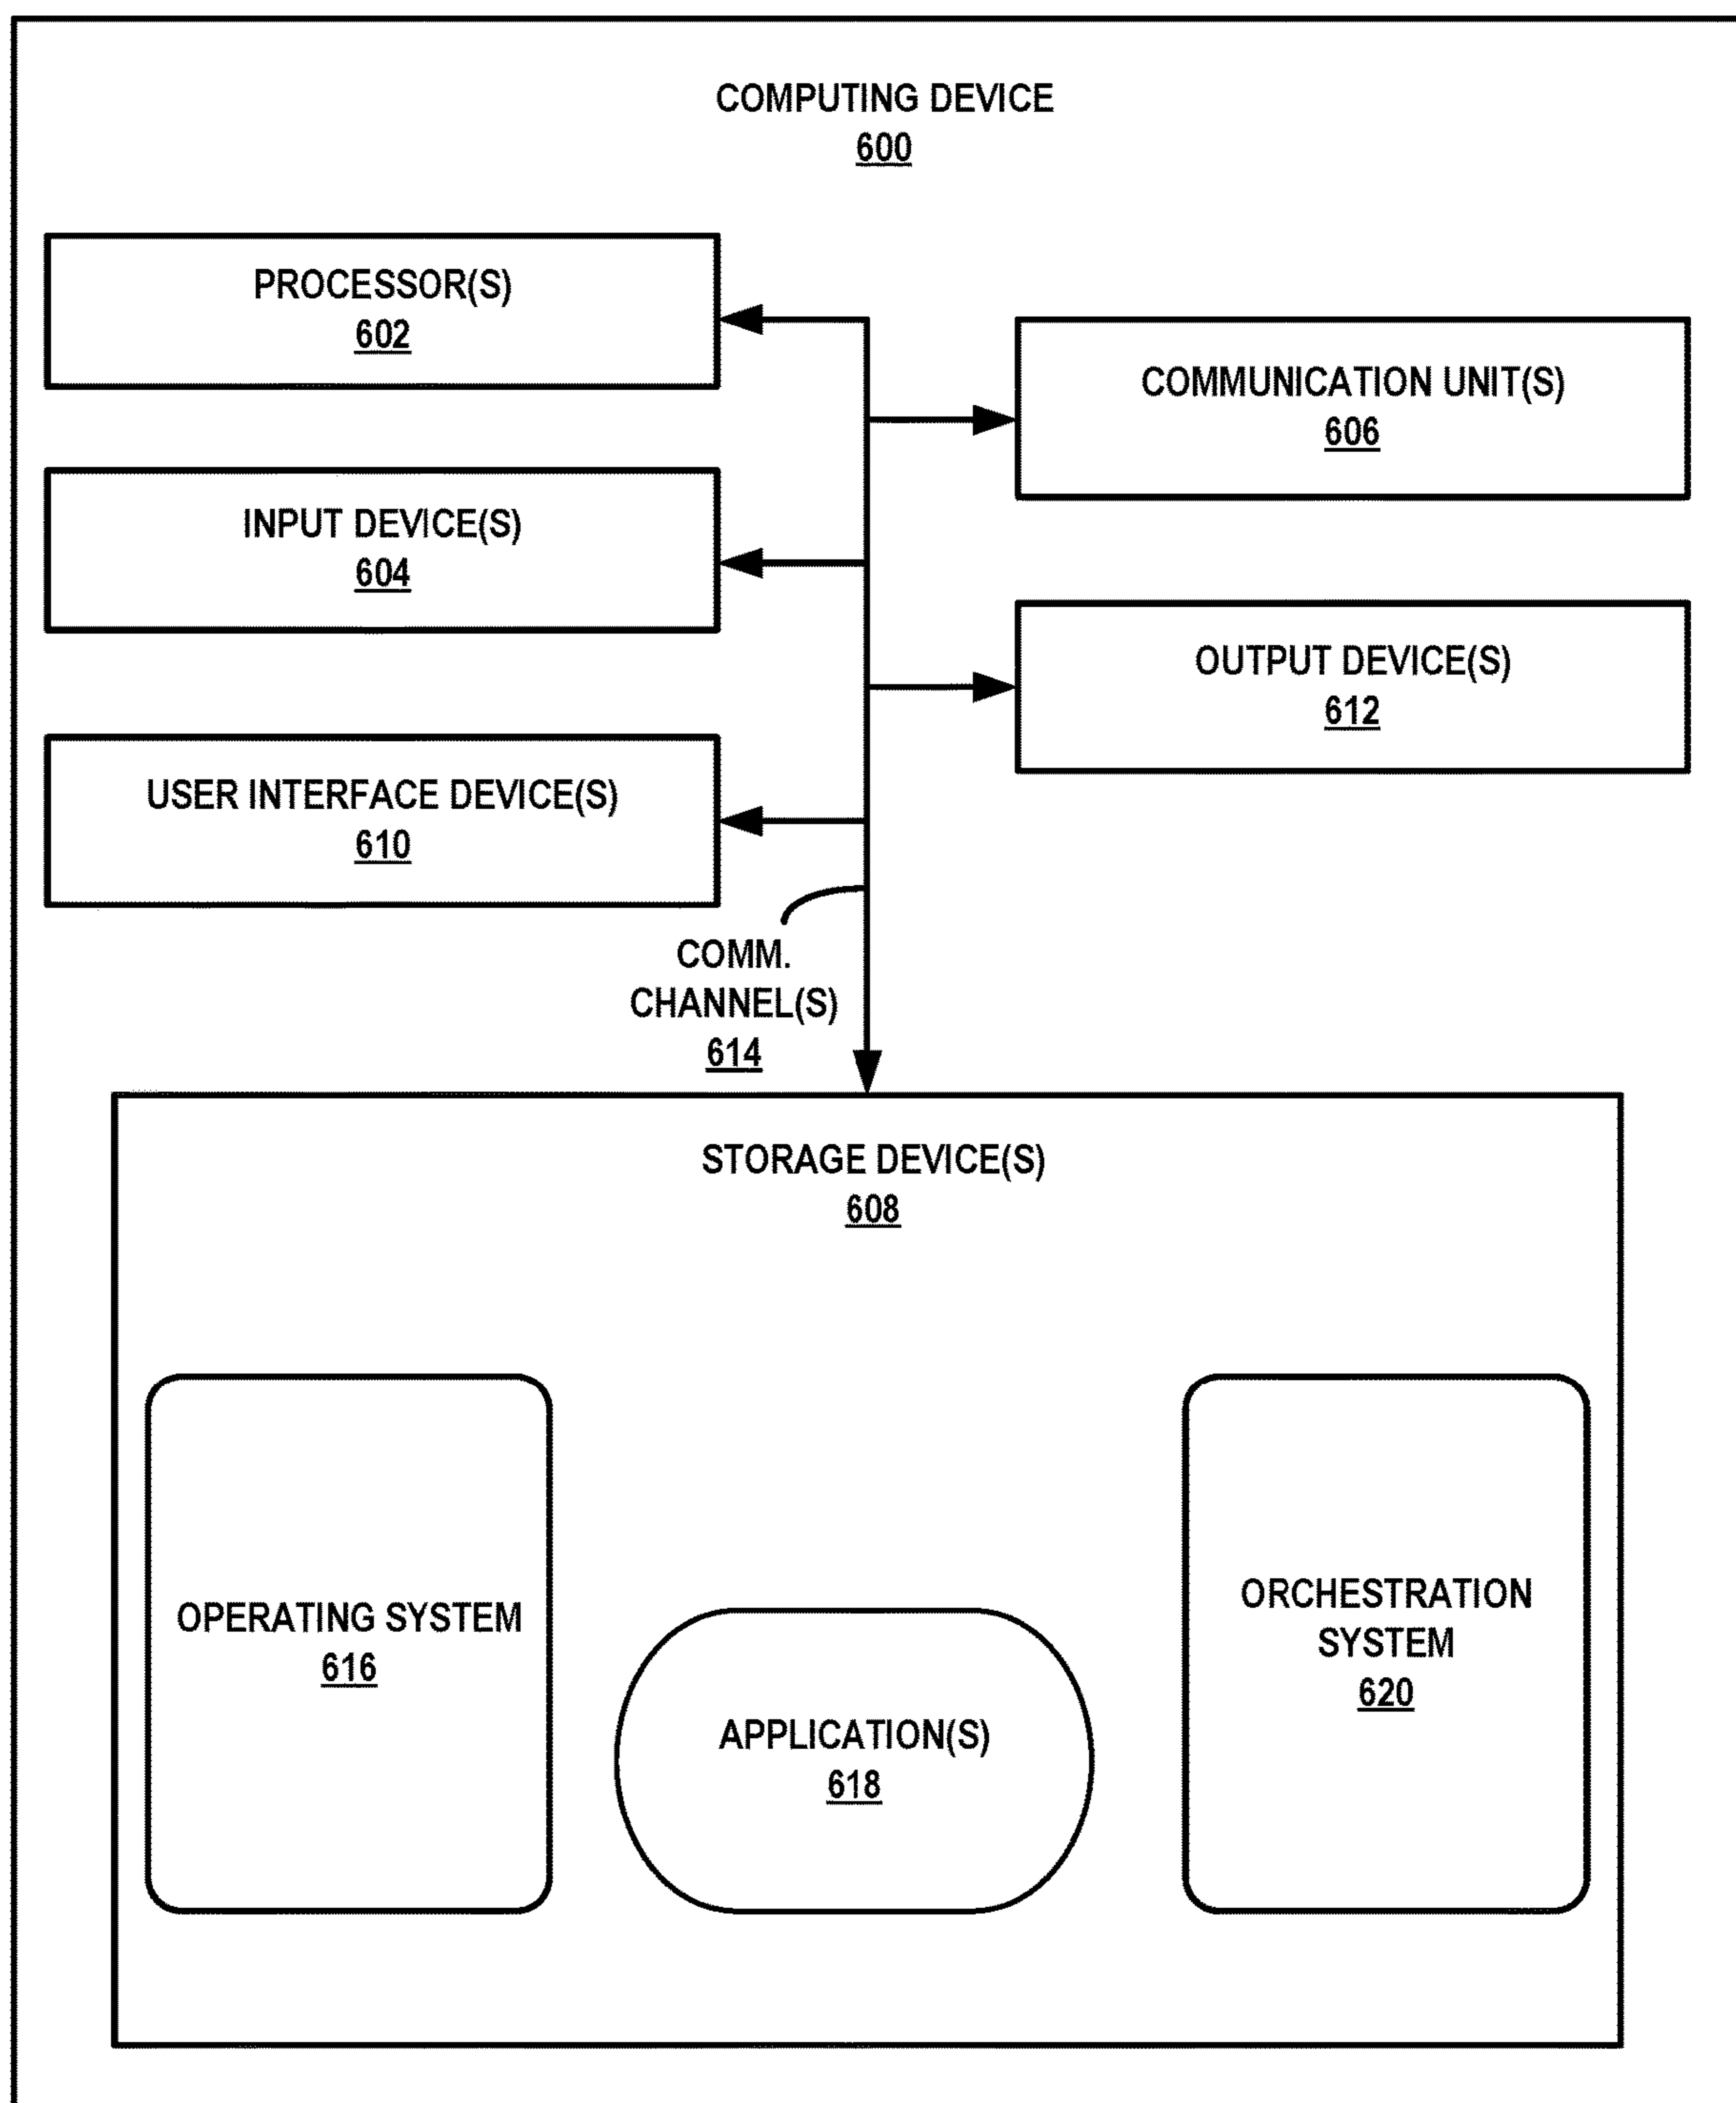 COMPUTING DEVICE
600
PROCESSOR(S)
602
COMMUNICATION UNIT(S)
606
INPUT DEVICE(S)
604
OUTPUT DEVICE(S)
612
USER INTERFACE DEVICE(S)
610
COMM.
CHANNEL(S)
614
STORAGE DEVICE(S)
608
OPERATING SYSTEM
616
APPLICATION(S)
618
ORCHESTRATION
SYSTEM
620